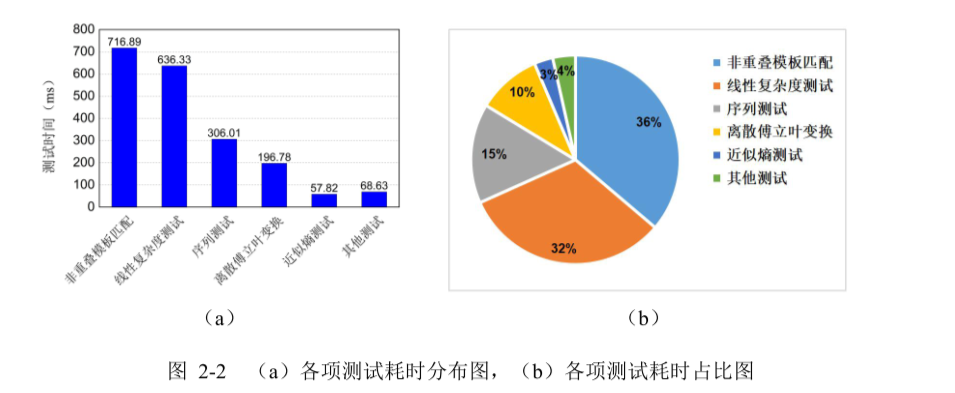 测试时间（ms）
800
700
600
500
400
300
200
100
0
716.89
636.33
306.01
196.78
57.82
68.63
非重叠模板匹配
线性复杂度测试
序列测试
离散傅立叶变换
近似熵测试
其他测试
（a）
36%
32%
15%
10%
3%
4%
非重叠模板匹配
线性复杂度测试
序列测试
离散傅立叶变换
近似熵测试
其他测试
（b）
图 2-2 （a）各项测试耗时分布图，（b）各项测试耗时占比图